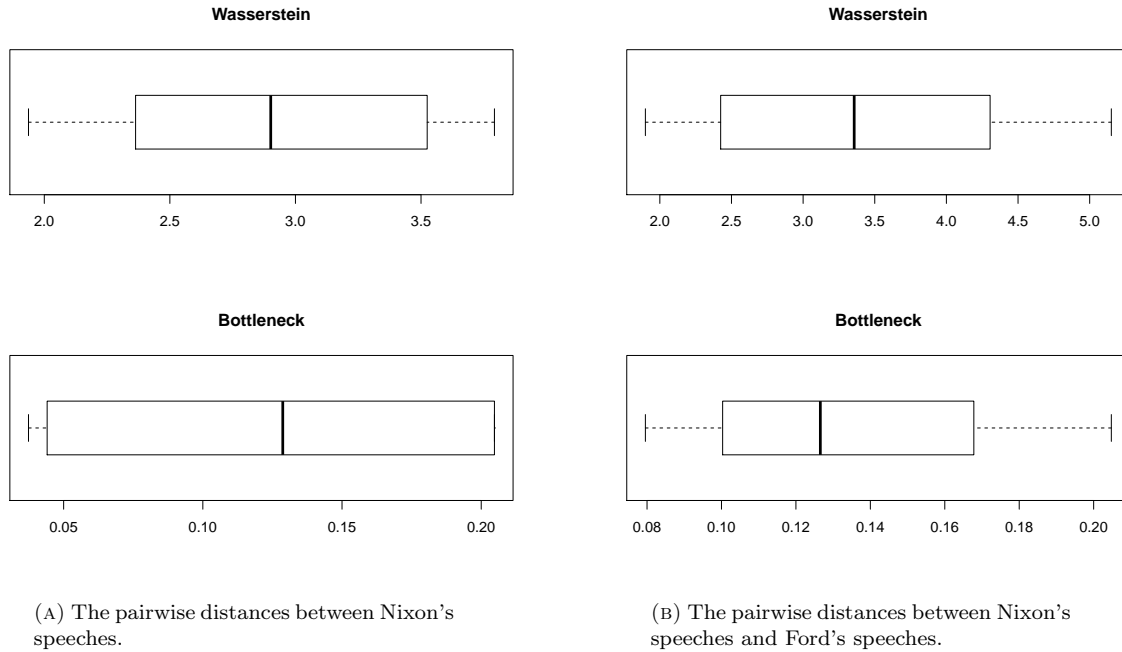 Wasserstein
2.0 2.5 3.0 3.5
Bottleneck
0.05 0.10 0.15 0.20
(A) The pairwise distances between Nixon's
speeches.
Wasserstein
2.0 2.5 3.0 3.5 4.0 4.5 5.0
Bottleneck
0.08 0.10 0.12 0.14 0.16 0.18 0.20
(B) The pairwise distances between Nixon's
speeches and Ford's speeches.